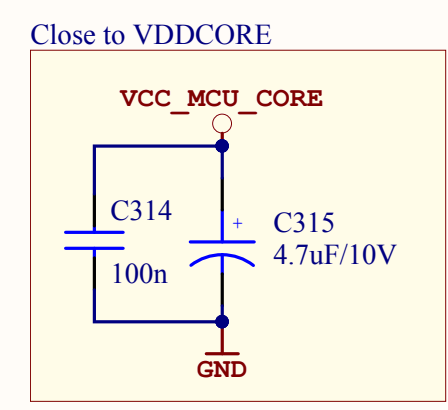 Close to VDDCORE
VCC_MCU_CORE
C314
+
C315
4.7uF/10V
100n
GND